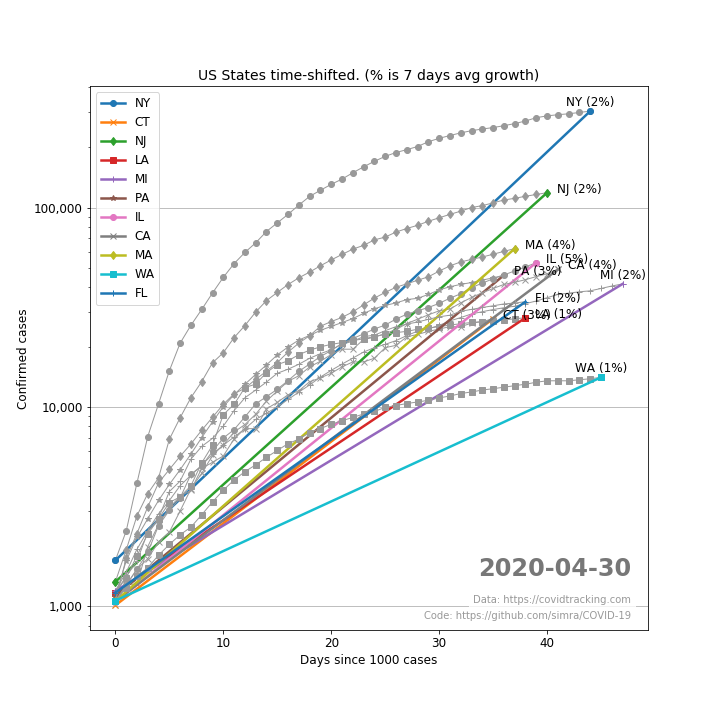 US States time-shifted. (% is 7 days avg growth)
NY
CT
NJ
LA
MI
PA
IL
CA
MA
WA
FL
NY (2%)
NJ (2%)
MA (4%)
IL (5%)
CA (4%)
PA (3%)
MI (2%)
FL (2%)
CT (3%)
LA (1%)
WA (1%)
100,000
10,000
1,000
Confirmed cases
0
10
20
30
40
Days since 1000 cases
2020-04-30
Data: https://covidtracking.com
Code: https://github.com/simra/COVID-19